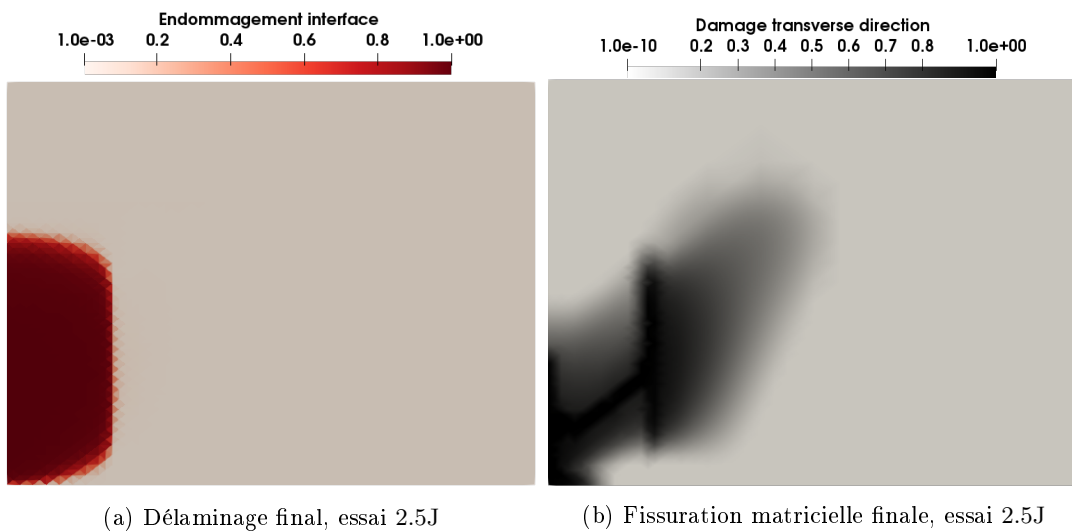 Endommagement interface
1.0e-03 0.2 0.4 0.6 0.8 1.0e+00
Damage transverse direction
1.0e-10 0.2 0.3 0.4 0.5 0.6 0.7 0.8 1.0e+00
(a) Délaminage final, essai 2.5J
(b) Fissuration matricielle finale, essai 2.5J